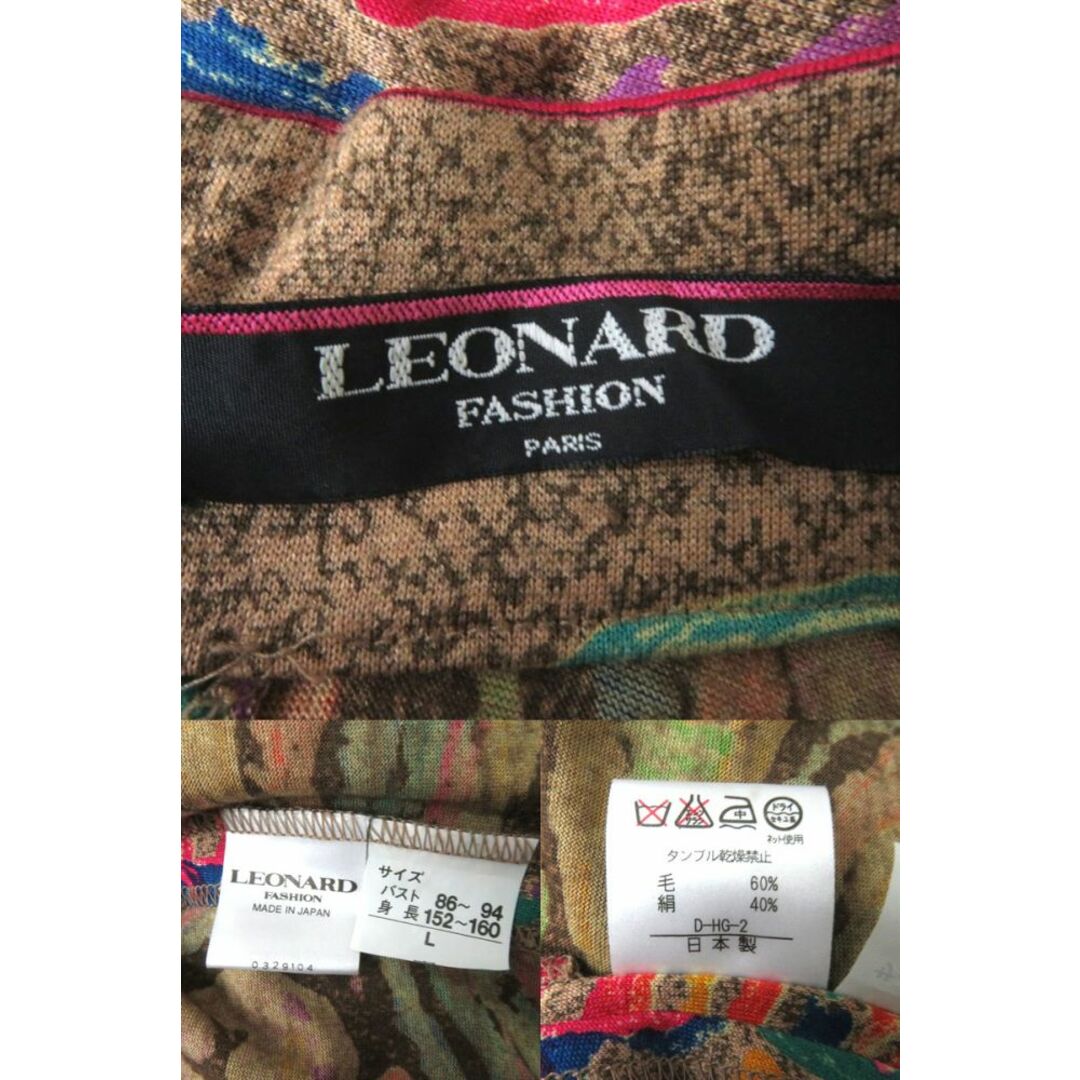 LEONARD
FASHION
PARIS
LEONARD
FASHION
MADE IN JAPAN
0329104
サイズ
バスト 86～ 94
身長 152～160
L
中
ドライ
セキユ系
ネット使用
タンブル乾燥禁止
毛 60%
絹 40%
D-HG-2
日本製